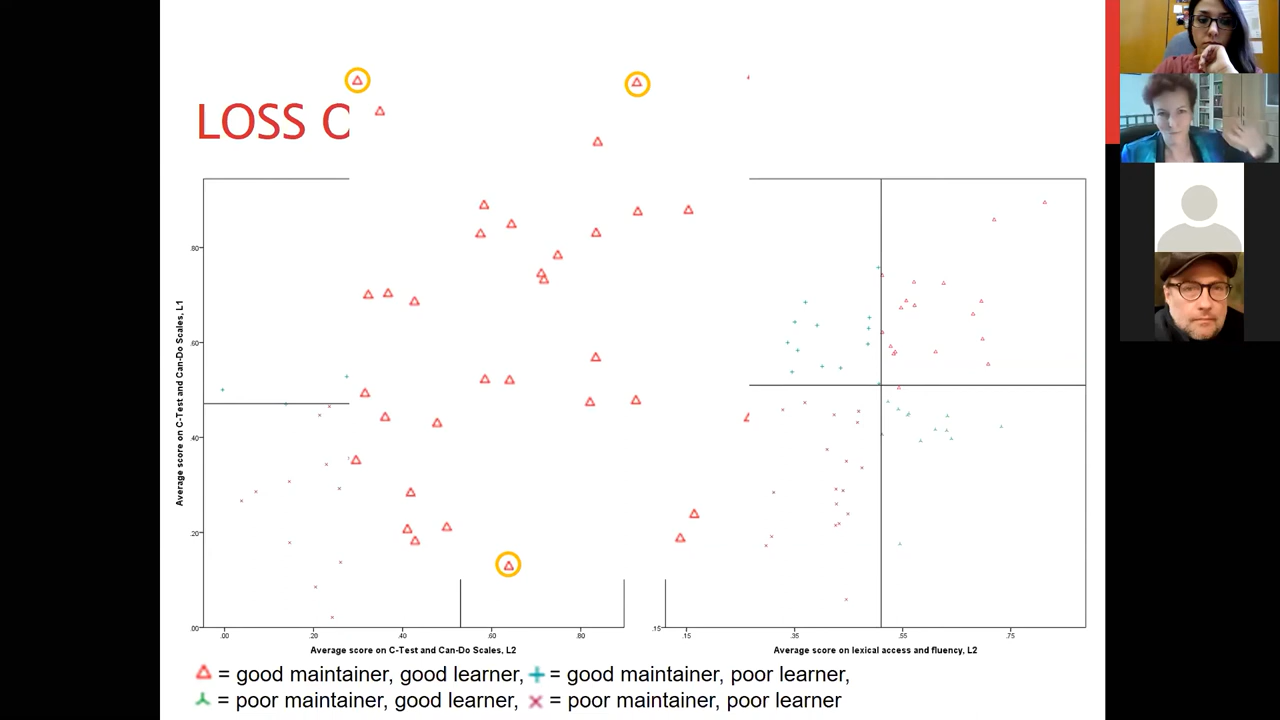 LOSS O
.80
.60
.40
.20
.00
.15
Average score on C-Test and Can-Do Scales, L1
.00 .20 .40 .60 .80
.15 .35 .55 .75
Average score on C-Test and Can-Do Scales, L2
Average score on lexical access and fluency, L2
= good maintainer, good learner, = good maintainer, poor learner,
= poor maintainer, good learner, = poor maintainer, poor learner